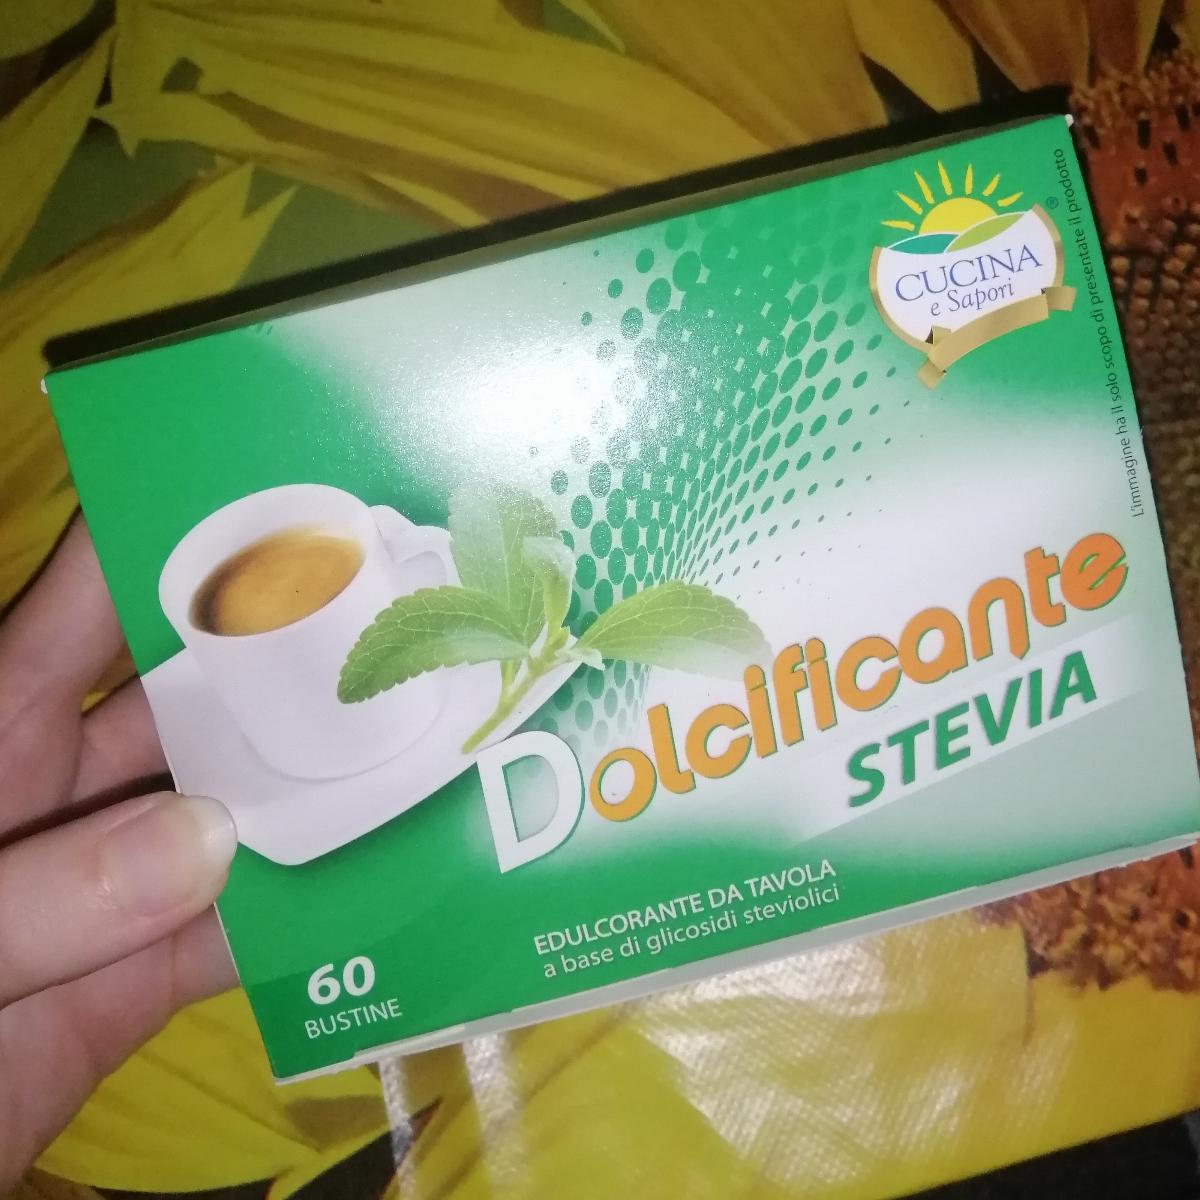 CUCINA
e Sapori
®
L'immagine ha il solo scopo di presentate il prodotto
Dolcificante
STEVIA
EDULCORANTE DA TAVOLA
a base di glicosidi steviolici
60
BUSTINE